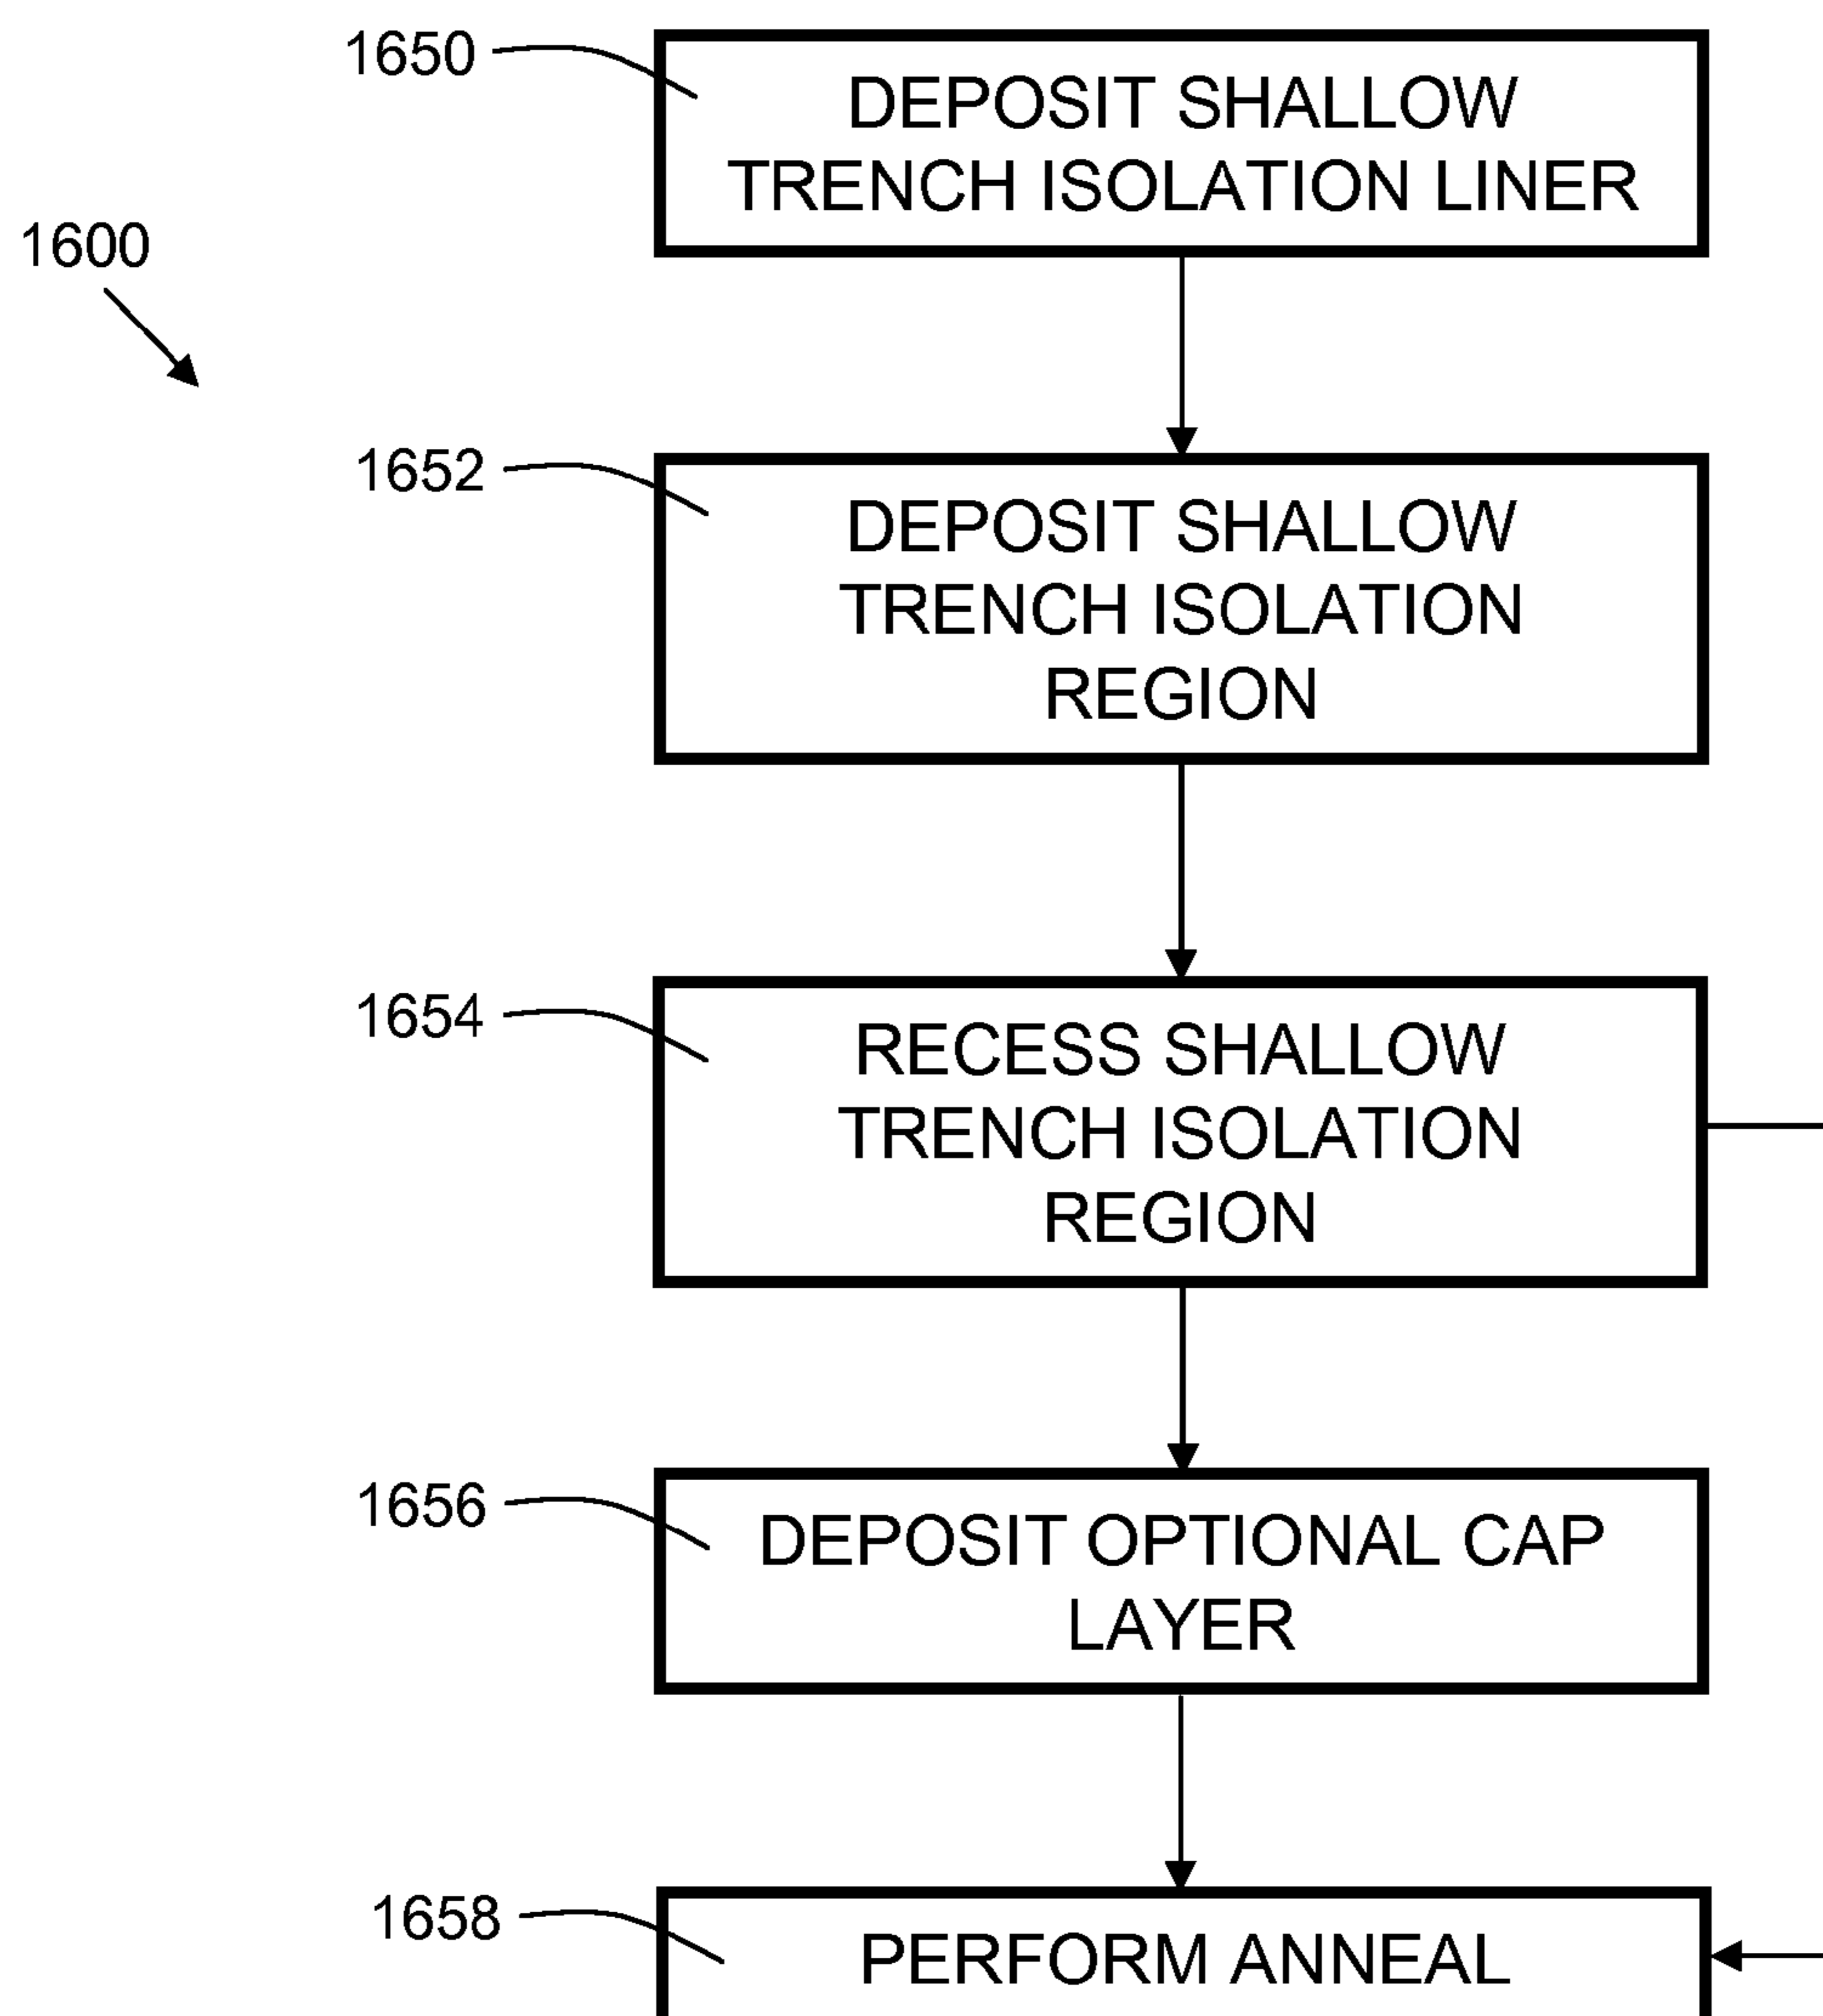 1650
DEPOSIT SHALLOW
TRENCH ISOLATION LINER
1600
1652
DEPOSIT SHALLOW
TRENCH ISOLATION
REGION
1654
RECESS SHALLOW
TRENCH ISOLATION
REGION
1656
DEPOSIT OPTIONAL CAP
LAYER
1658
PERFORM ANNEAL